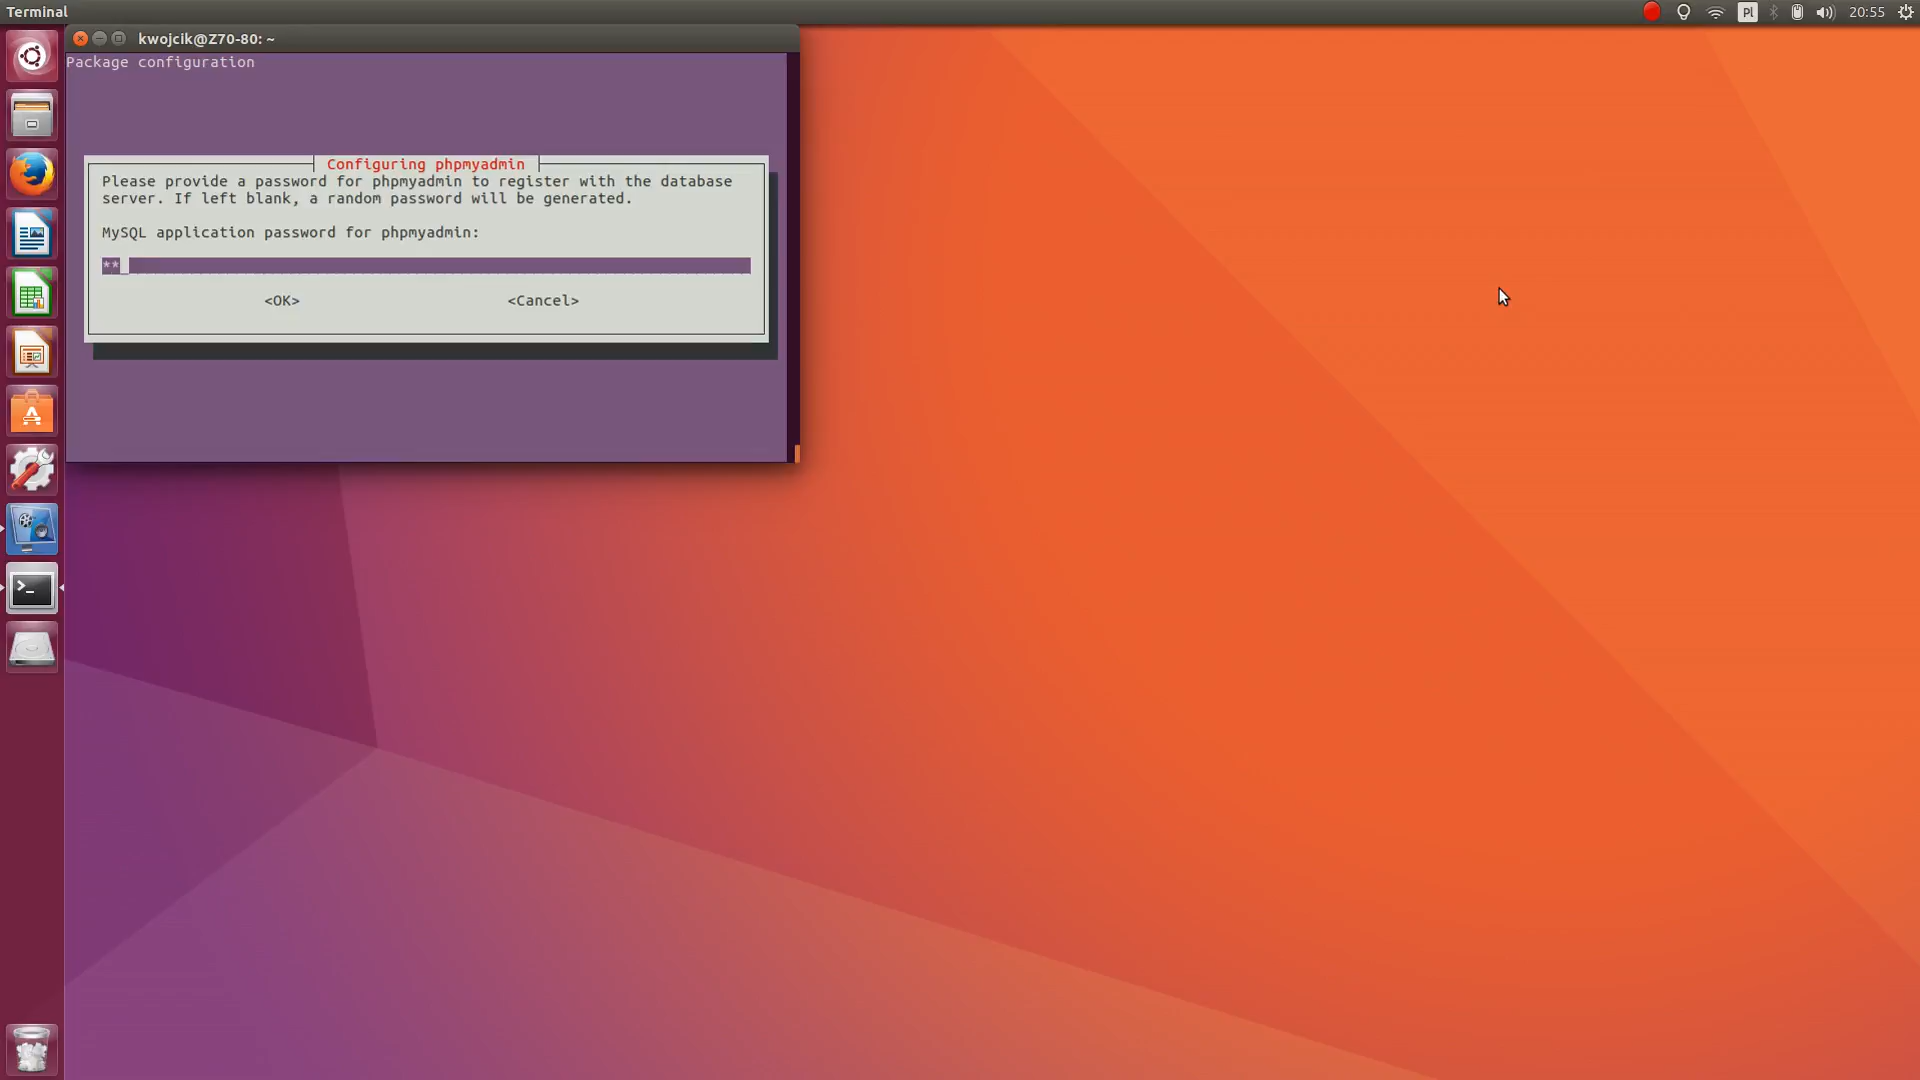 Terminal
Pl
20:55
kwojcik@Z70-80: ~
Package configuration
Configuring phpmyadmin
Please provide a password for phpmyadmin to register with the database
server. If left blank, a random password will be generated.
MySQL application password for phpmyadmin:
**
<OK> <Cancel>